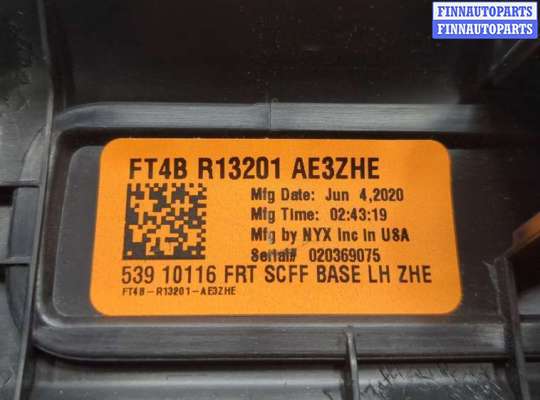 FINNAUTOPARTS
FINNAUTOPARTS
FT4B R13201 AE3ZHE
Mfg Date: Jun 4,2020
Mfg Time: 02:43:19
Mfg by NYX Inc in USA
Serial# 020369075
539 10116 FRT SCFF BASE LH ZHE
FT4B-R13201-AE3ZHE